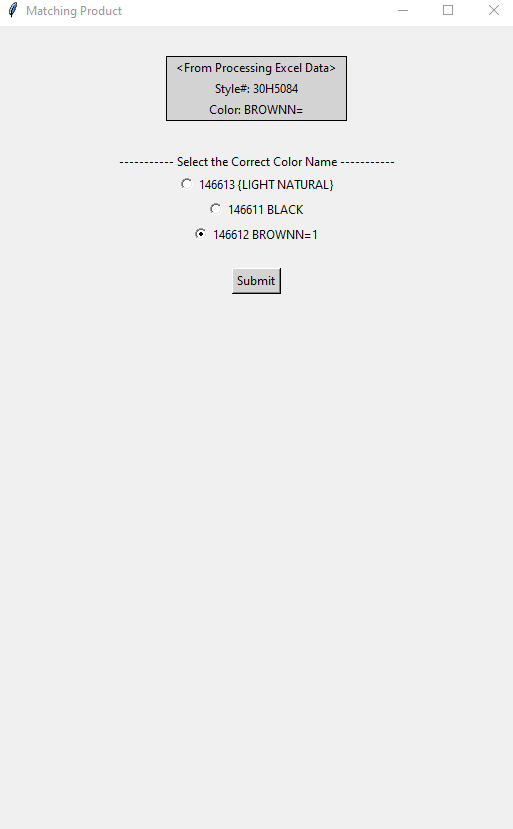 Matching Product
<From Processing Excel Data>
Style#: 30H5084
Color: BROWNN=
----------- Select the Correct Color Name -----------
146613 {LIGHT NATURAL}
146611 BLACK
146612 BROWNN=1
Submit